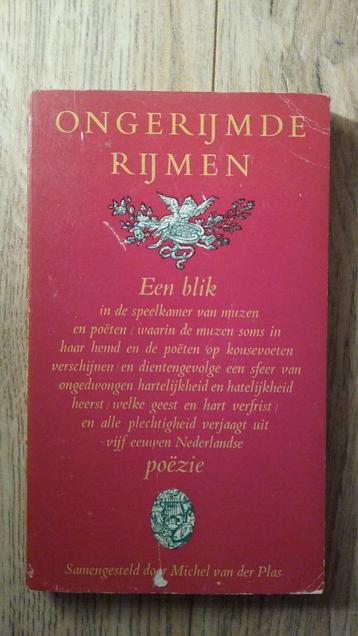 ONGERIJMDE
RIJMEN
Een blik
in de speelkamer van muzen
en poëten / waarin de muzen soms in
haar hemd en de poëten / op kousevoeten
verschijnen / en dientengevolge een sfeer van
ongedwongen hartelijkheid en hatelijkheid
heerst / welke geest en hart verfrist /
en alle plechtigheid verjaagt uit
vijf eeuwen Nederlandse
poëzie
Samengesteld door Michel van der Plas